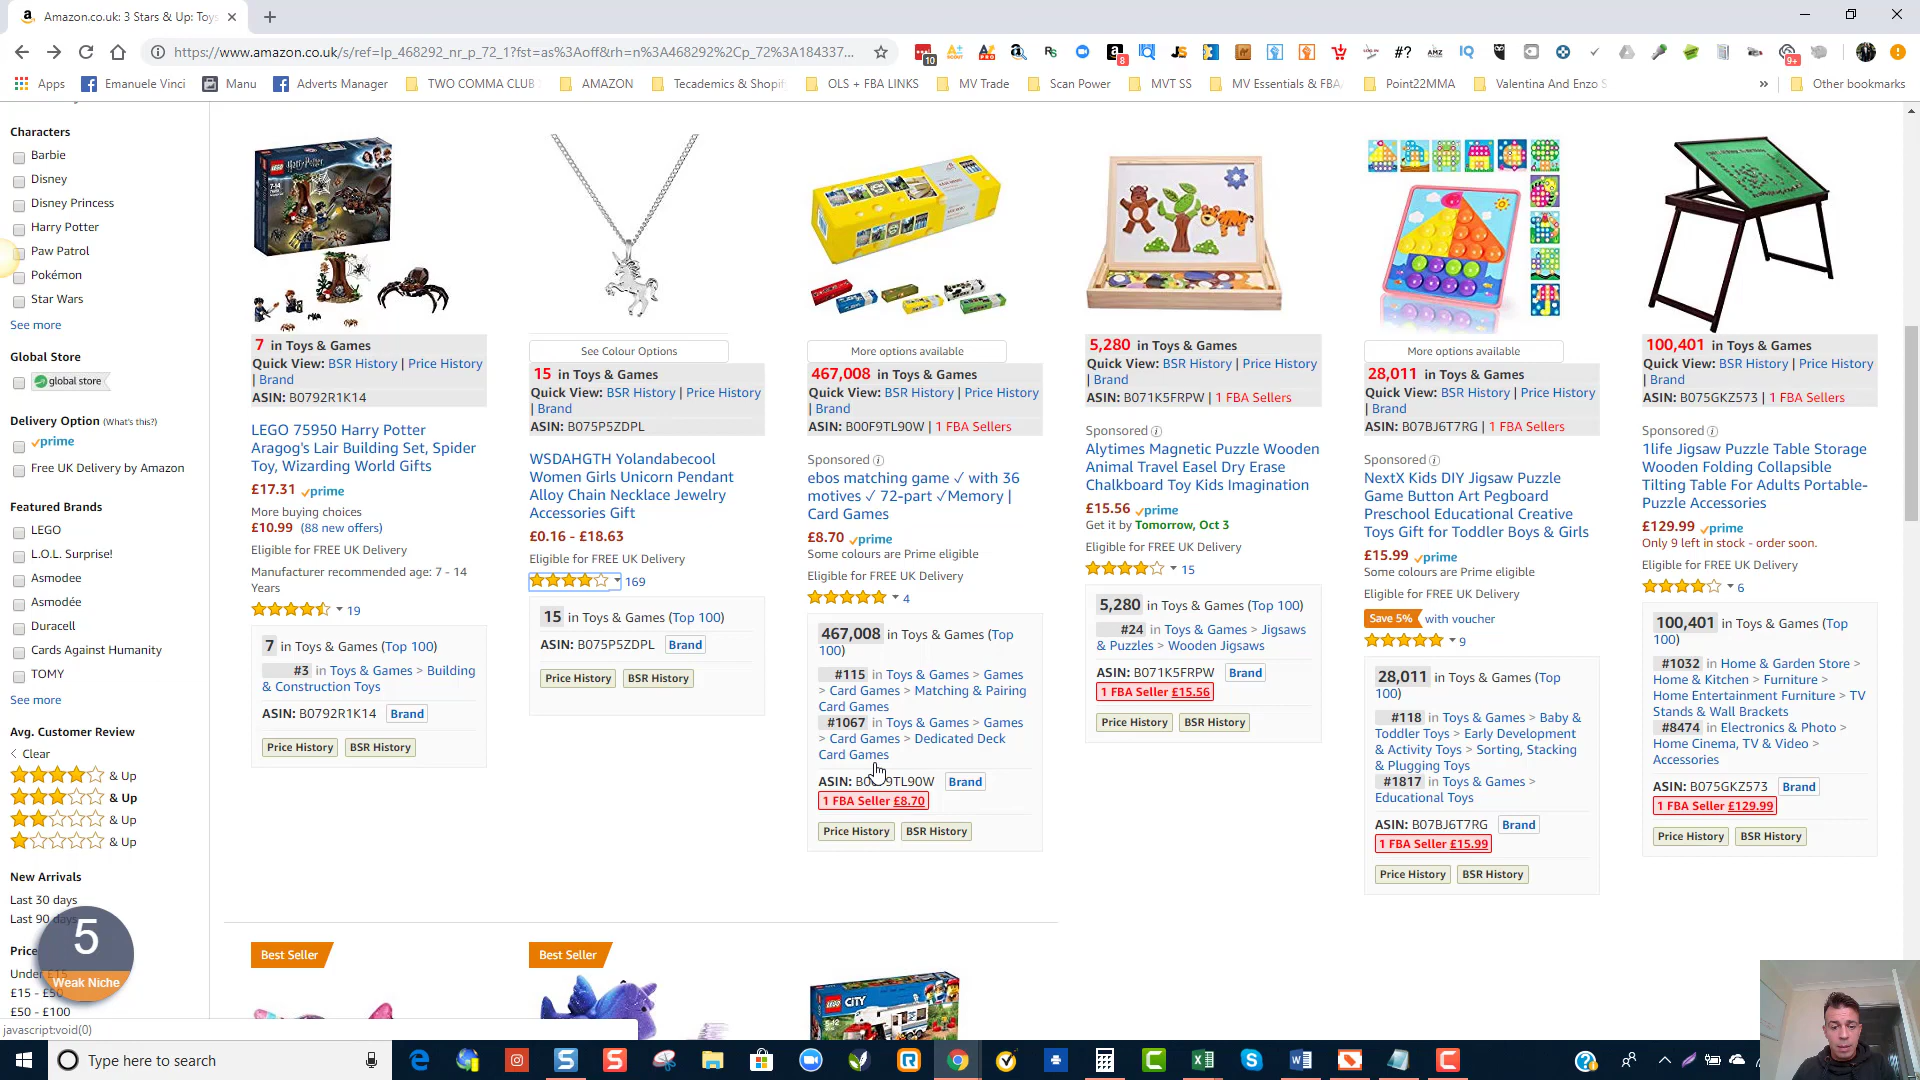 Amazon.co.uk: 3 Stars & Up: Toys
https://www.amazon.co.uk/s/ref=lp_468292_nr_p_72_1?fst=as%3Aoff&rh=n%3A468292%2Cp_72%3A184337...
10
8
#?
AMZ
IQ
9+
Apps
Emanuele Vinci
Manu
Adverts Manager
TWO COMMA CLUB
AMAZON
Tecademics & Shopif
OLS + FBA LINKS
MV Trade
Scan Power
MVT SS
MV Essentials & FBA
Point22MMA
Valentina And Enzo S
Other bookmarks
Characters
Barbie
Disney
Disney Princess
Harry Potter
Paw Patrol
Pokémon
Star Wars
See more
Global Store
global store
Delivery Option (What's this?)
prime
Free UK Delivery by Amazon
Featured Brands
LEGO
L.O.L. Surprise!
Asmodee
Asmodée
Duracell
Cards Against Humanity
TOMY
See more
Avg. Customer Review
< Clear
& Up
& Up
& Up
& Up
New Arrivals
Last 30 days
Last 90 days
Price
Under £15
£15 - £50
£50 - £100
5
Weak Niche
javascript:void(0)
7 in Toys & Games
Quick View: BSR History | Price History
| Brand
ASIN: B0792R1K14
LEGO 75950 Harry Potter
Aragog's Lair Building Set, Spider
Toy, Wizarding World Gifts
£17.31 prime
More buying choices
£10.99 (88 new offers)
Eligible for FREE UK Delivery
Manufacturer recommended age: 7 - 14
Years
19
7 in Toys & Games (Top 100)
#3 in Toys & Games > Building
& Construction Toys
ASIN: B0792R1K14 Brand
Price History BSR History
See Colour Options
15 in Toys & Games
Quick View: BSR History | Price History
| Brand
ASIN: B075P5ZDPL
WSDAHGTH Yolandabecool
Women Girls Unicorn Pendant
Alloy Chain Necklace Jewelry
Accessories Gift
£0.16 - £18.63
Eligible for FREE UK Delivery
169
15 in Toys & Games (Top 100)
ASIN: B075P5ZDPL Brand
Price History BSR History
More options available
467,008 in Toys & Games
Quick View: BSR History | Price History
| Brand
ASIN: B00F9TL90W | 1 FBA Sellers
Sponsored
ebos matching game ✓ with 36
motives ✓ 72-part ✓Memory |
Card Games
£8.70 prime
Some colours are Prime eligible
Eligible for FREE UK Delivery
4
467,008 in Toys & Games (Top
100)
#115 in Toys & Games > Games
> Card Games > Matching & Pairing
Card Games
#1067 in Toys & Games > Games
> Card Games > Dedicated Deck
Card Games
ASIN: B00F9TL90W Brand
1 FBA Seller £8.70
Price History BSR History
5,280 in Toys & Games
Quick View: BSR History | Price History
| Brand
ASIN: B071K5FRPW | 1 FBA Sellers
Sponsored
Alytimes Magnetic Puzzle Wooden
Animal Travel Easel Dry Erase
Chalkboard Toy Kids Imagination
£15.56 prime
Get it by Tomorrow, Oct 3
Eligible for FREE UK Delivery
15
5,280 in Toys & Games (Top 100)
#24 in Toys & Games > Jigsaws
& Puzzles > Wooden Jigsaws
ASIN: B071K5FRPW Brand
1 FBA Seller £15.56
Price History BSR History
More options available
28,011 in Toys & Games
Quick View: BSR History | Price History
| Brand
ASIN: B07BJ6T7RG | 1 FBA Sellers
Sponsored
NextX Kids DIY Jigsaw Puzzle
Game Button Art Pegboard
Preschool Educational Creative
Toys Gift for Toddler Boys & Girls
£15.99 prime
Some colours are Prime eligible
Eligible for FREE UK Delivery
Save 5% with voucher
9
28,011 in Toys & Games (Top
100)
#118 in Toys & Games > Baby &
Toddler Toys > Early Development
& Activity Toys > Sorting, Stacking
& Plugging Toys
#1817 in Toys & Games >
Educational Toys
ASIN: B07BJ6T7RG Brand
1 FBA Seller £15.99
Price History BSR History
100,401 in Toys & Games
Quick View: BSR History | Price History
| Brand
ASIN: B075GKZ573 | 1 FBA Sellers
Sponsored
1life Jigsaw Puzzle Table Storage
Wooden Folding Collapsible
Tilting Table For Adults Portable-
Puzzle Accessories
£129.99 prime
Only 9 left in stock - order soon.
Eligible for FREE UK Delivery
6
100,401 in Toys & Games (Top
100)
#1032 in Home & Garden Store >
Home & Kitchen > Furniture >
Home Entertainment Furniture > TV
Stands & Wall Brackets
#8474 in Electronics & Photo >
Home Cinema, TV & Video >
Accessories
ASIN: B075GKZ573 Brand
1 FBA Seller £129.99
Price History BSR History
Best Seller
Best Seller
LEGO CITY
Type here to search